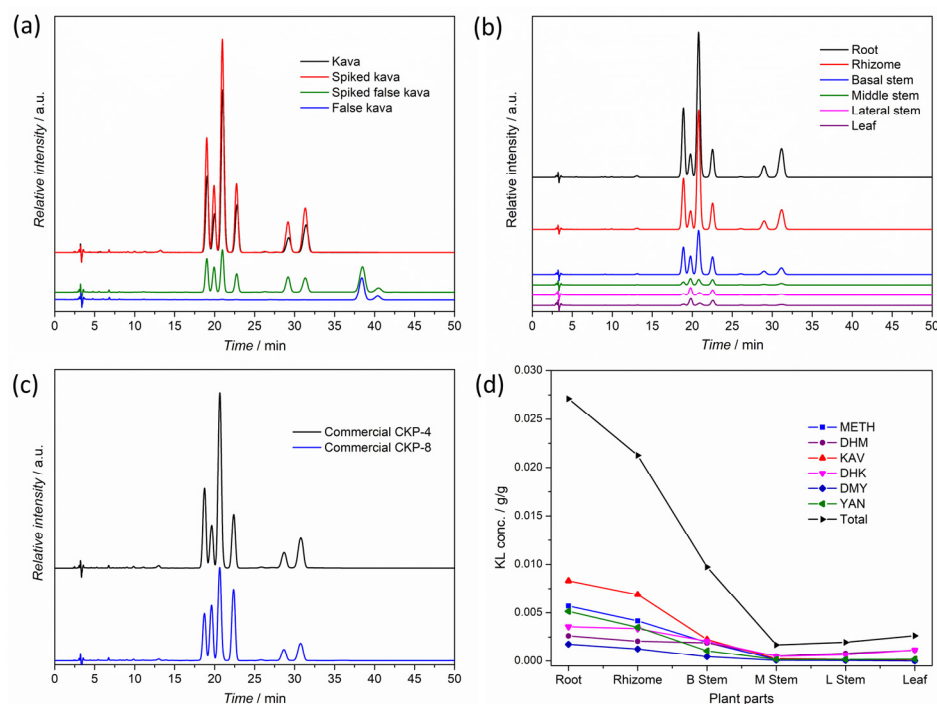 (a)
Relative intensity / a.u.
Kava
Spiked kava
Spiked false kava
False kava
0 5 10 15 20 25 30 35 40 45 50
Time / min
(b)
Relative intensity / a.u.
Root
Rhizome
Basal stem
Middle stem
Lateral stem
Leaf
0 5 10 15 20 25 30 35 40 45 50
Time / min
(c)
Relative intensity / a.u.
Commercial CKP-4
Commercial CKP-8
0 5 10 15 20 25 30 35 40 45 50
Time / min
(d)
KL conc. / g/g
0.030
0.025
0.020
0.015
0.010
0.005
0.000
METH
DHM
KAV
DHK
DMY
YAN
Total
Root Rhizome B Stem M Stem L Stem Leaf
Plant parts